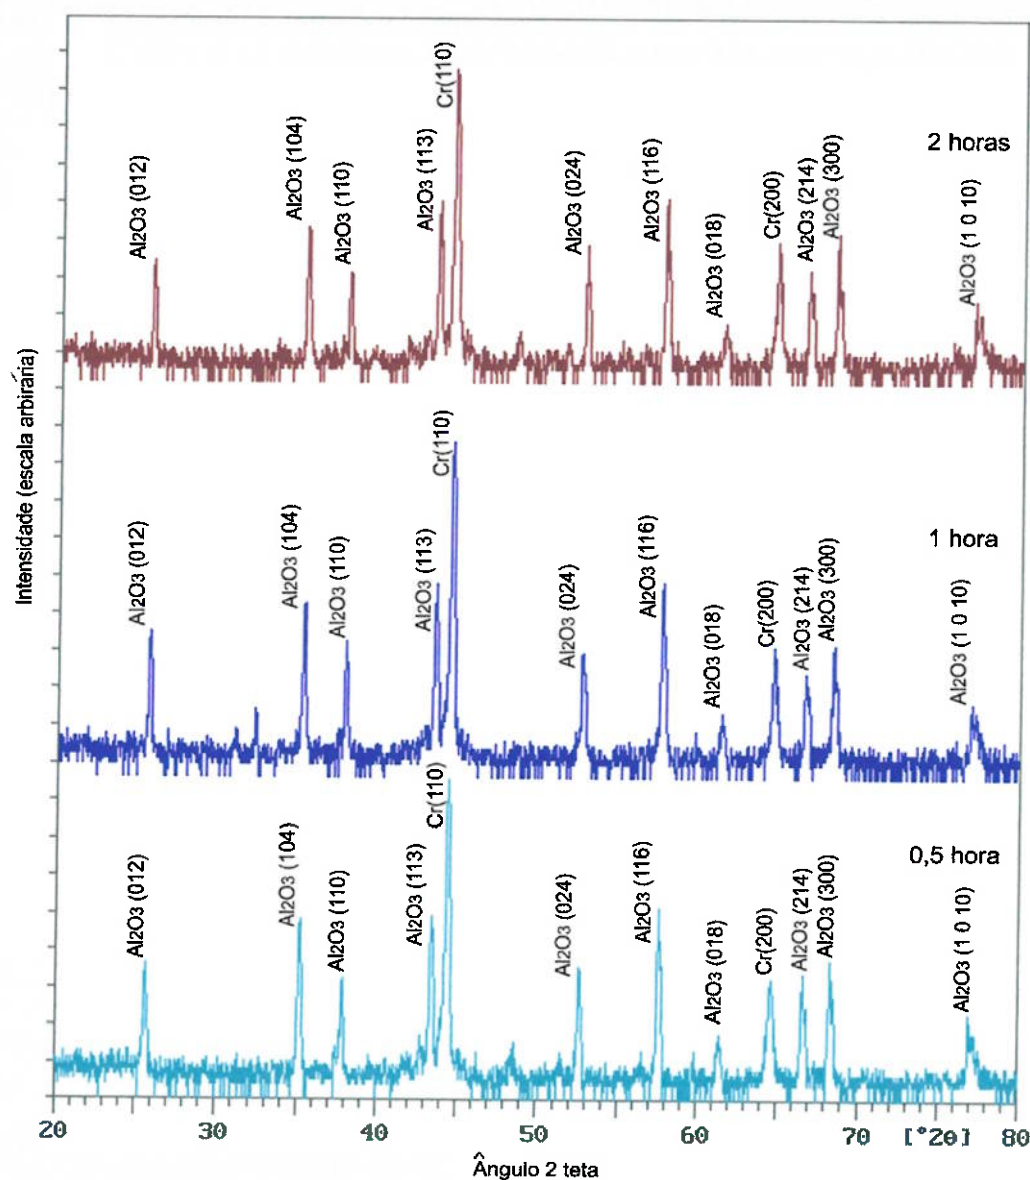 Intensidade (escala arbirária)
2 horas
Al2O3 (012)
Al2O3 (104)
Al2O3 (110)
Al2O3 (113)
Cr(110)
Al2O3 (024)
Al2O3 (116)
Al2O3 (018)
Cr(200)
Al2O3 (214)
Al2O3 (300)
Al2O3 (1 0 10)
1 hora
Al2O3 (012)
Al2O3 (104)
Al2O3 (110)
Al2O3 (113)
Cr(110)
Al2O3 (024)
Al2O3 (116)
Al2O3 (018)
Cr(200)
Al2O3 (214)
Al2O3 (300)
Al2O3 (1 0 10)
0,5 hora
Al2O3 (012)
Al2O3 (104)
Al2O3 (110)
Al2O3 (113)
Cr(110)
Al2O3 (024)
Al2O3 (116)
Al2O3 (018)
Cr(200)
Al2O3 (214)
Al2O3 (300)
Al2O3 (1 0 10)
20 30 40 50 60 70 [°2θ] 80
Ângulo 2 teta